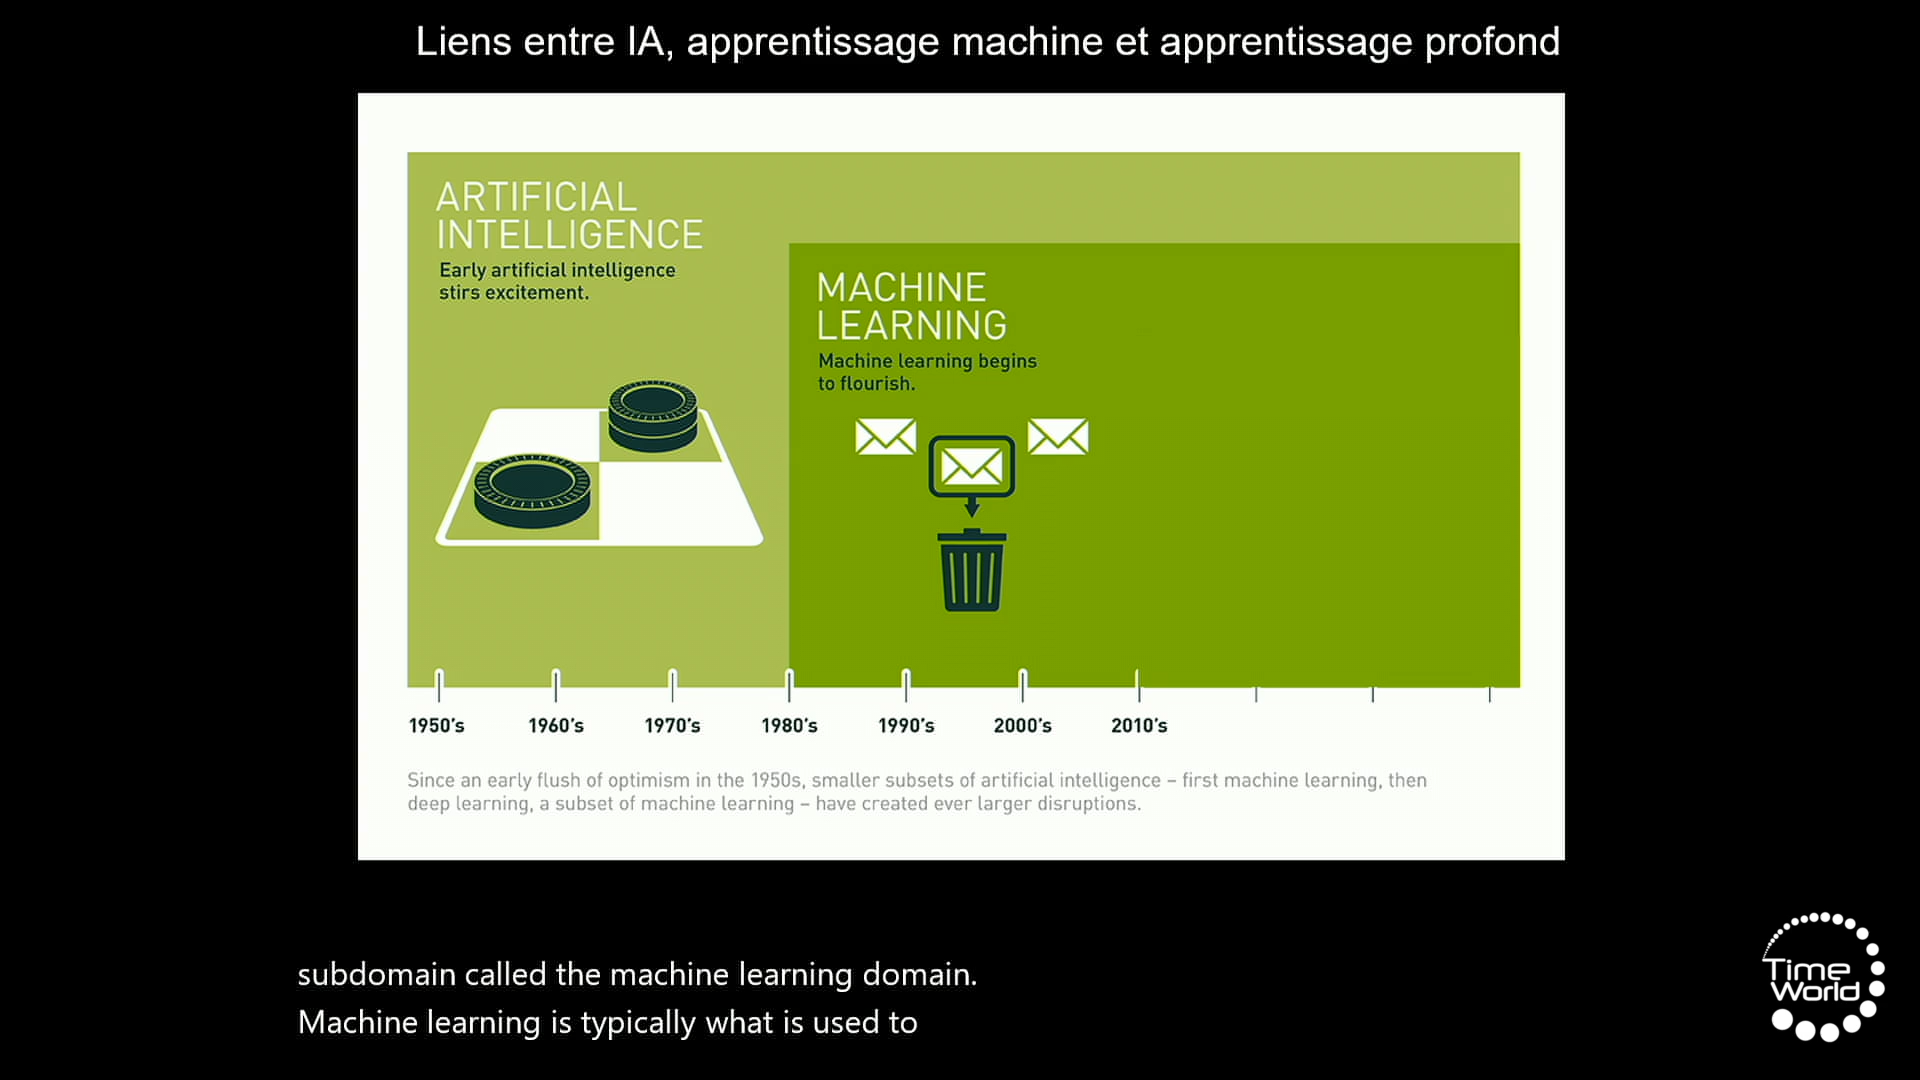 Liens entre IA, apprentissage machine et apprentissage profond
ARTIFICIAL
INTELLIGENCE
Early artificial intelligence
stirs excitement.
MACHINE
LEARNING
Machine learning begins
to flourish.
1950’s 1960’s 1970’s 1980’s 1990’s 2000’s 2010’s
Since an early flush of optimism in the 1950s, smaller subsets of artificial intelligence – first machine learning, then
deep learning, a subset of machine learning – have created ever larger disruptions.
subdomain called the machine learning domain.
Machine learning is typically what is used to
Time
World